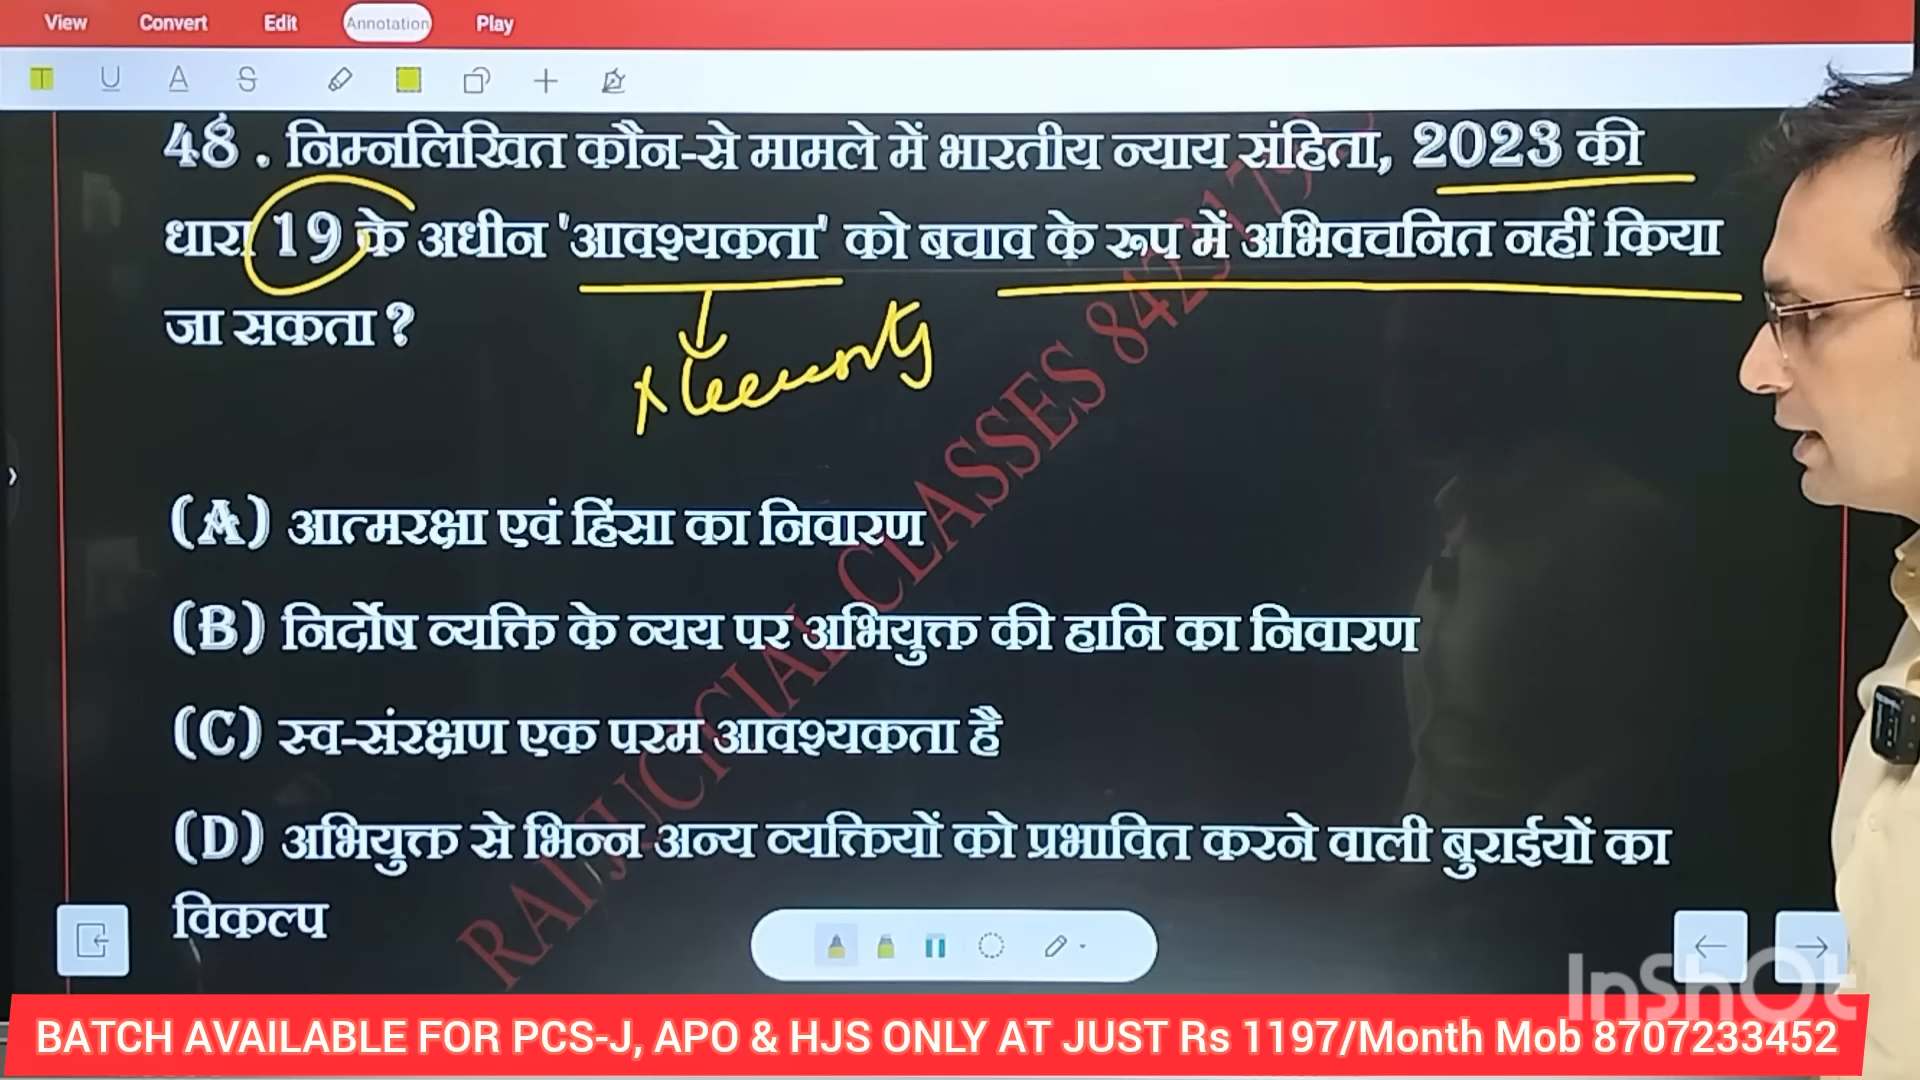 View Convert Edit Annotation Play
T U A S
48. निम्नलिखित कौन-से मामले में भारतीय न्याय संहिता, 2023 की
धारा 19 के अधीन 'आवश्यकता' को बचाव के रूप में अभिवचनित नहीं किया
जा सकता ?
(A) आत्मरक्षा एवं हिंसा का निवारण
(B) निर्दोष व्यक्ति के व्यय पर अभियुक्त की हानि का निवारण
(C) स्व-संरक्षण एक परम आवश्यकता है
(D) अभियुक्त से भिन्न अन्य व्यक्तियों को प्रभावित करने वाली बुराईयों का
विकल्प
CLASSES
InShOt
BATCH AVAILABLE FOR PCS-J, APO & HJS ONLY AT JUST Rs 1197/Month Mob 8707233452